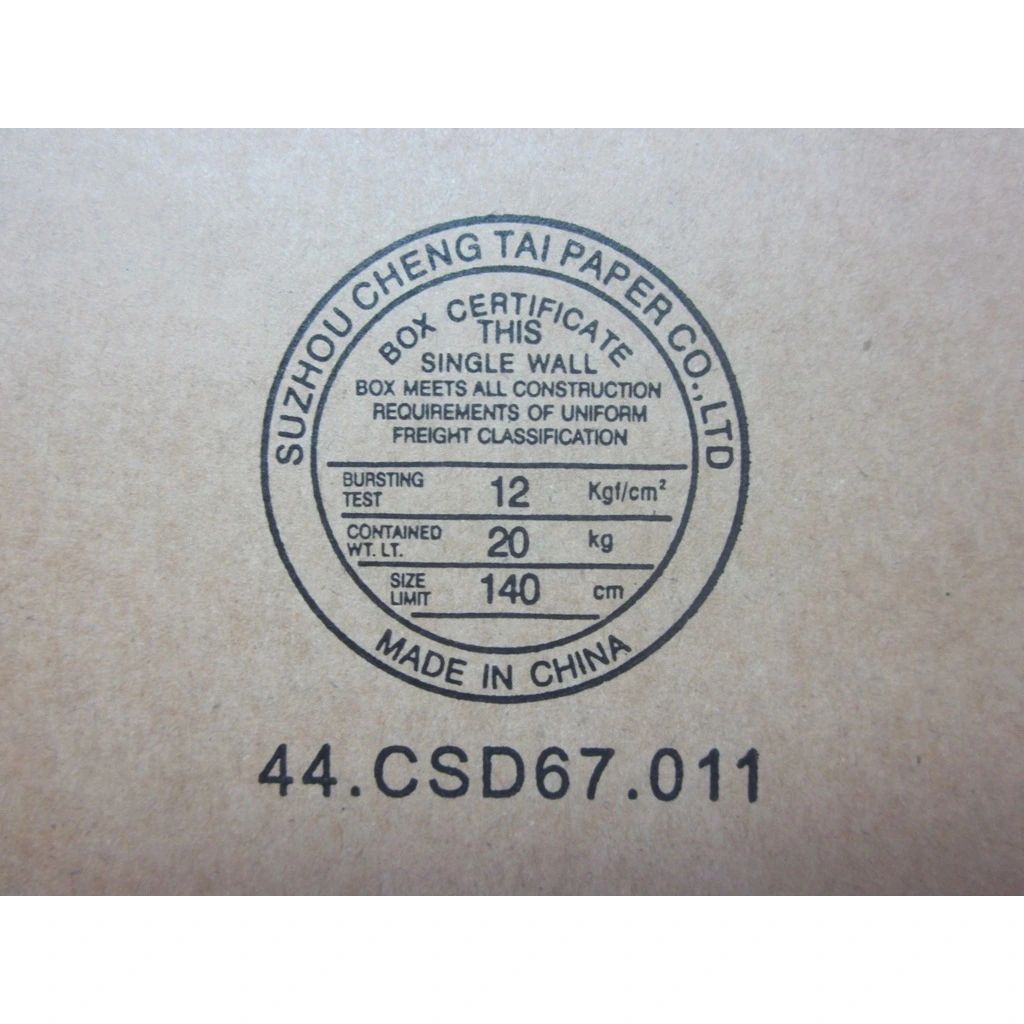 SUZHOU CHENG TAI PAPER CO.,LTD
BOX CERTIFICATE
THIS
SINGLE WALL
BOX MEETS ALL CONSTRUCTION
REQUIREMENTS OF UNIFORM
FREIGHT CLASSIFICATION
BURSTING TEST 12 Kgf/cm²
CONTAINED WT. LT. 20 kg
SIZE LIMIT 140 cm
MADE IN CHINA
44.CSD67.011